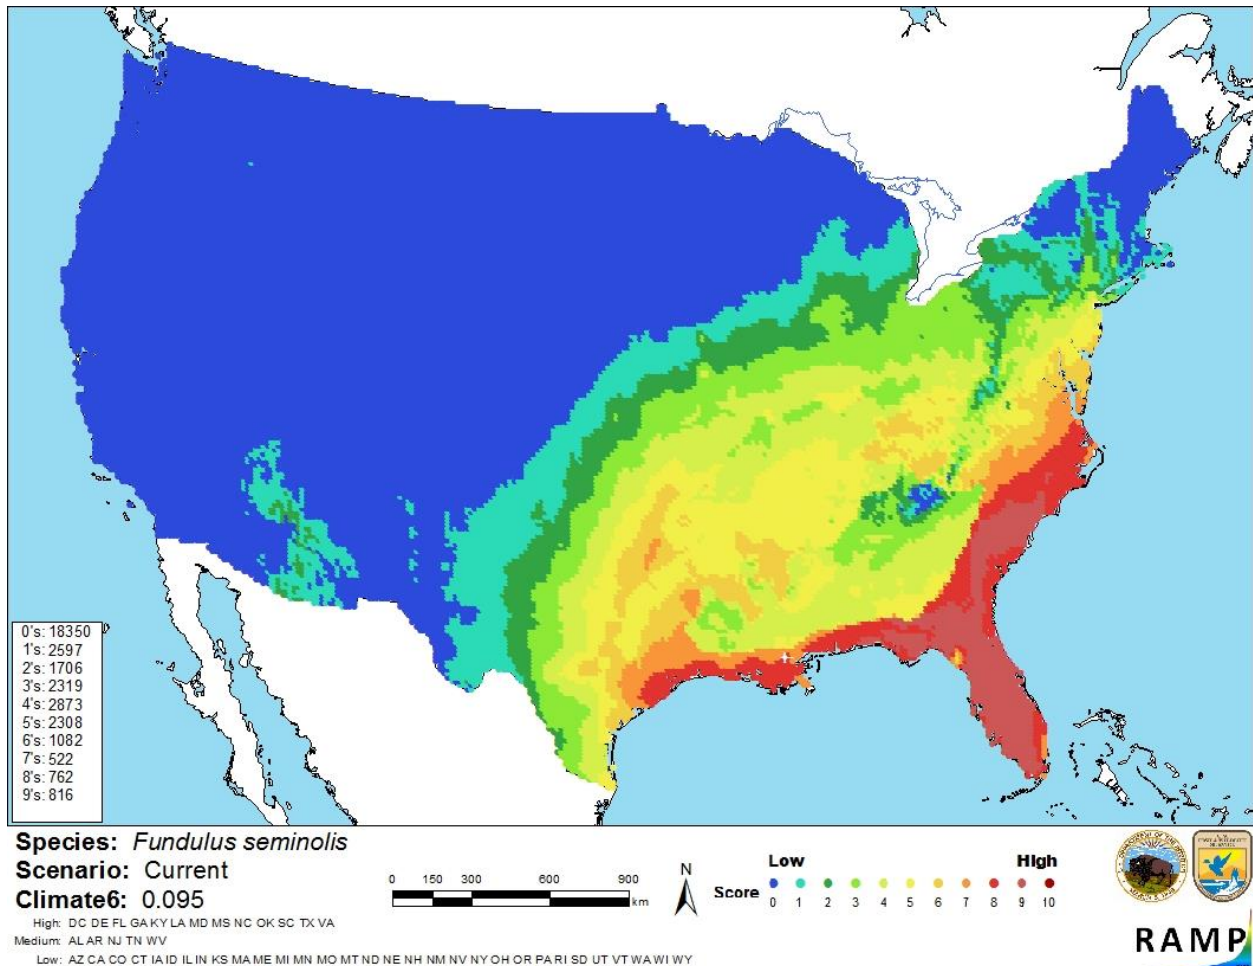 0's: 18350
1's: 2597
2's: 1706
3's: 2319
4's: 2873
5's: 2308
6's: 1082
7's: 522
8's: 762
9's: 816
Species: Fundulus seminolis
Scenario: Current
Climate6: 0.095
High: DC DE FL GA KY LA MD MS NC OK SC TX VA
Medium: AL AR NJ TN WV
Low: AZ CA CO CT IA ID IL IN KS MA ME MI MN MO MT ND NE NH NM NV NY OH OR PA RI SD UT VT WA WI WY
0 150 300 600 900
km
N
Low High
Score
0 1 2 3 4 5 6 7 8 9 10
RAMP